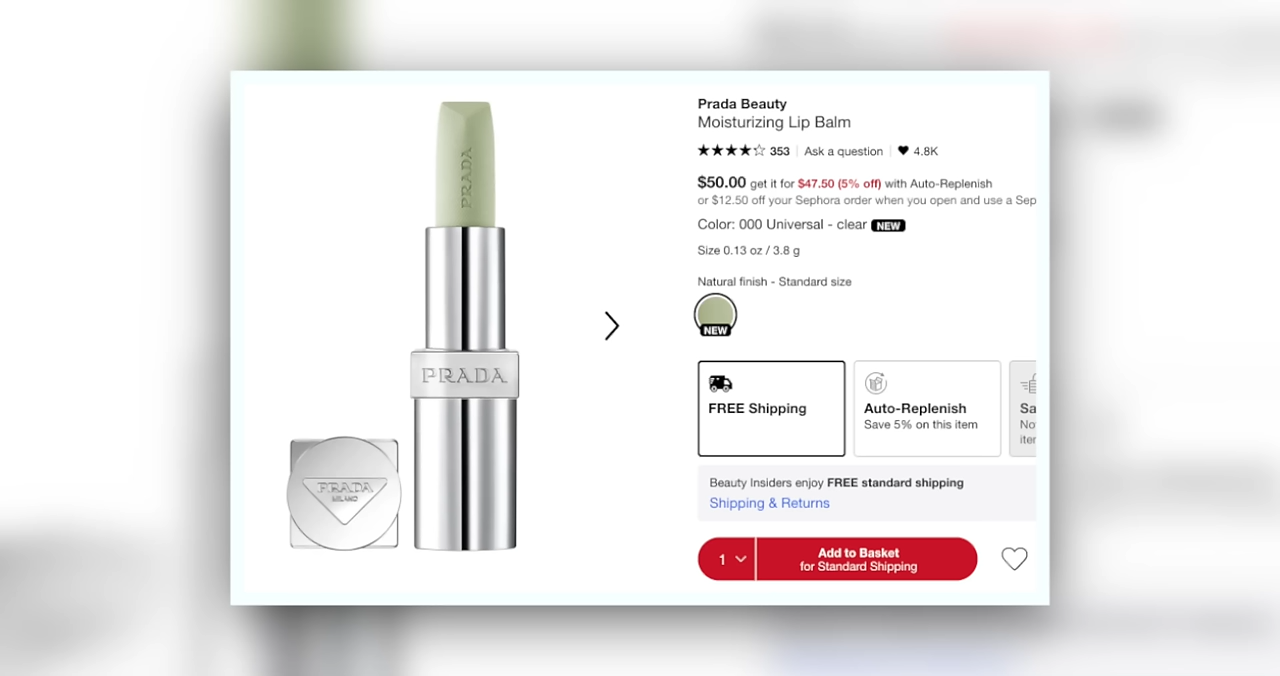 PRADA
PRADA
PRADA
MILANO
Prada Beauty
Moisturizing Lip Balm
353 Ask a question 4.8K
$50.00 get it for $47.50 (5% off) with Auto-Replenish
or $12.50 off your Sephora order when you open and use a Sep
Color: 000 Universal - clear NEW
Size 0.13 oz / 3.8 g
Natural finish - Standard size
NEW
FREE Shipping
Auto-Replenish
Save 5% on this item
Sa
No
iter
Beauty Insiders enjoy FREE standard shipping
Shipping & Returns
1
Add to Basket
for Standard Shipping